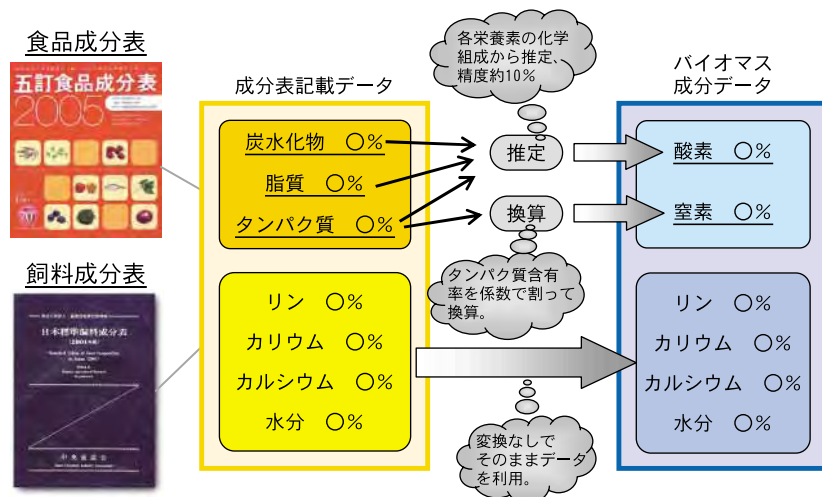 食品成分表
五訂食品成分表
2005
飼料成分表
日本標準飼料成分表
(2001年版)
中央畜産会
成分表記載データ
炭水化物 〇%
脂質 〇%
タンパク質 〇%
リン 〇%
カリウム 〇%
カルシウム 〇%
水分 〇%
各栄養素の化学
組成から推定、
精度約10%
推定
換算
タンパク質含有
率を係数で割って
換算。
変換なしで
そのままデータ
を利用。
バイオマス
成分データ
酸素 〇%
窒素 〇%
リン 〇%
カリウム 〇%
カルシウム 〇%
水分 〇%